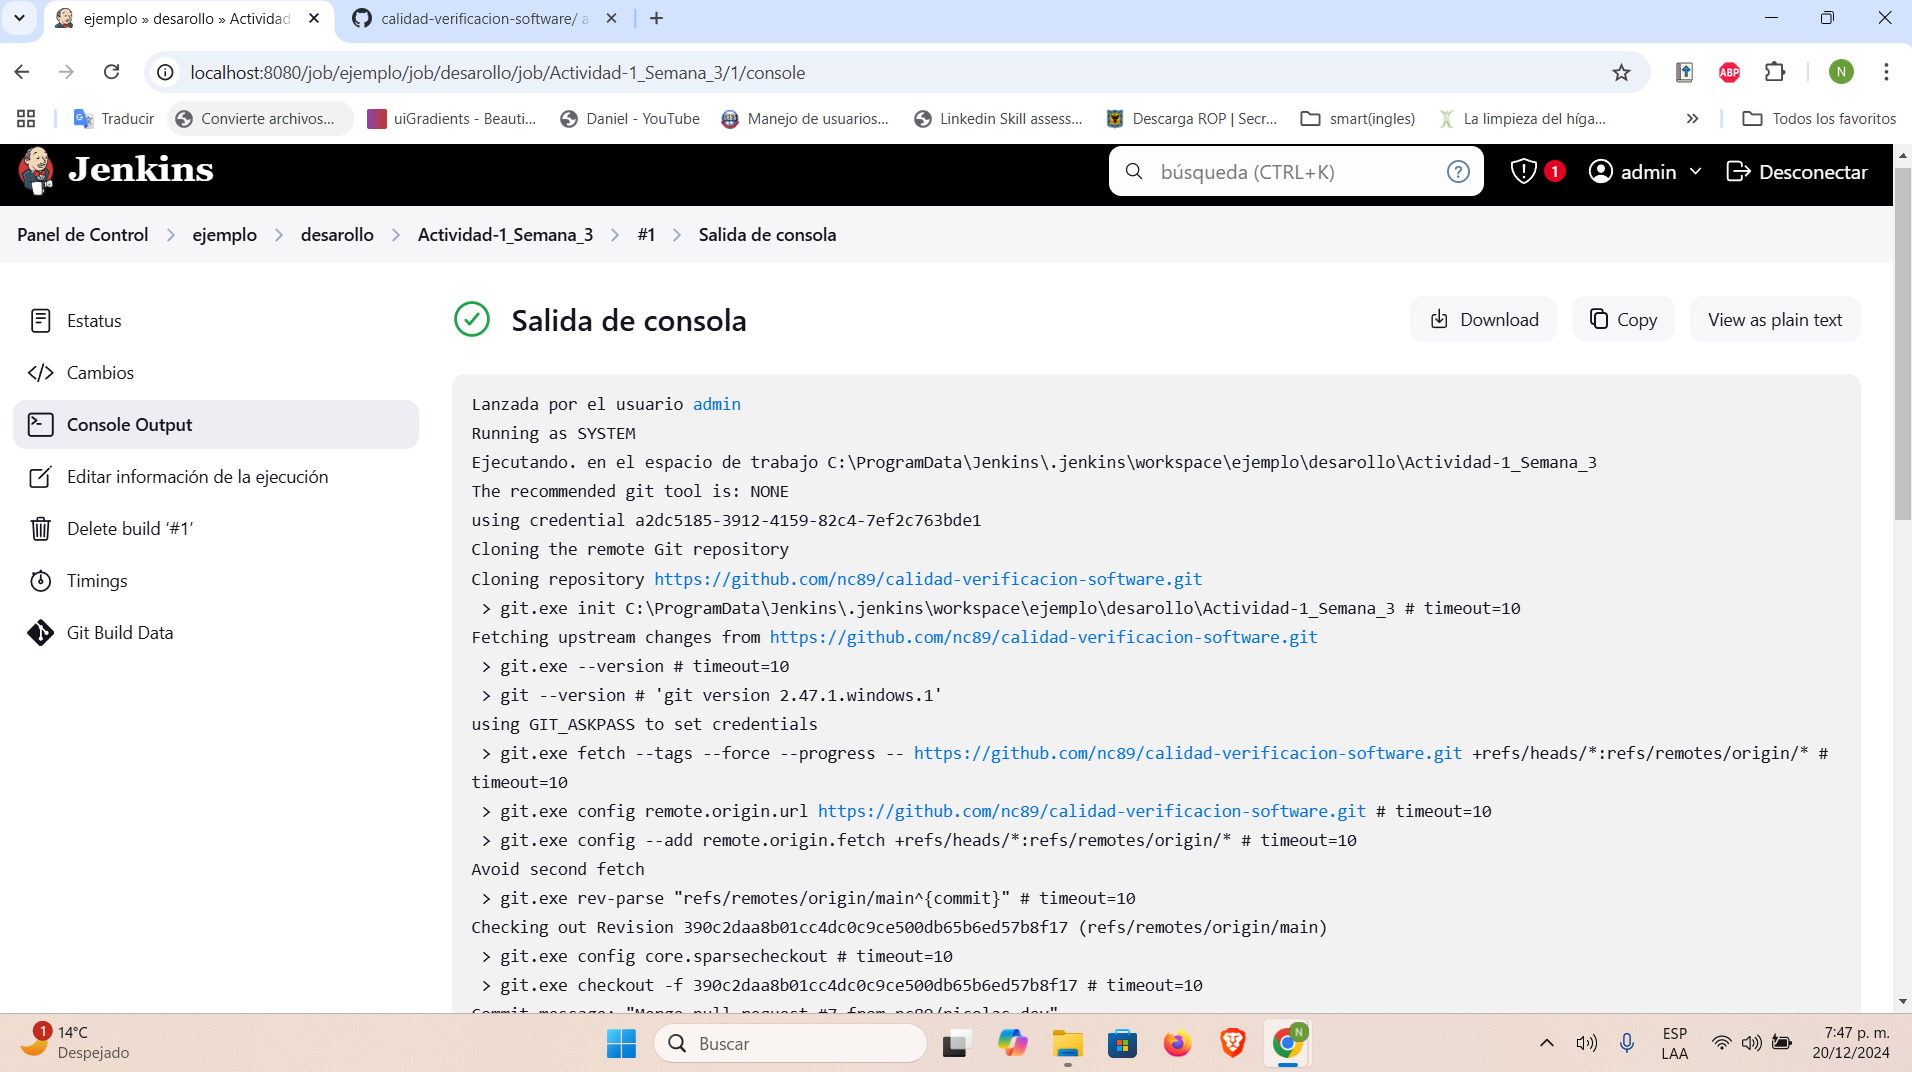 ejemplo » desarollo » Actividad
calidad-verificacion-software/ a
localhost:8080/job/ejemplo/job/desarollo/job/Actividad-1_Semana_3/1/console
ABP
N
Traducir
Convierte archivos...
uiGradients - Beauti...
Daniel - YouTube
Manejo de usuarios...
Linkedin Skill assess...
Descarga ROP | Secr...
smart(ingles)
La limpieza del híga...
Todos los favoritos
Jenkins
búsqueda (CTRL+K)
1
admin
Desconectar
Panel de Control
ejemplo
desarollo
Actividad-1_Semana_3
#1
Salida de consola
Estatus
Cambios
Console Output
Editar información de la ejecución
Delete build ‘#1’
Timings
Git Build Data
Salida de consola
Download
Copy
View as plain text
Lanzada por el usuario admin
Running as SYSTEM
Ejecutando. en el espacio de trabajo C:\ProgramData\Jenkins\.jenkins\workspace\ejemplo\desarollo\Actividad-1_Semana_3
The recommended git tool is: NONE
using credential a2dc5185-3912-4159-82c4-7ef2c763bde1
Cloning the remote Git repository
Cloning repository https://github.com/nc89/calidad-verificacion-software.git
> git.exe init C:\ProgramData\Jenkins\.jenkins\workspace\ejemplo\desarollo\Actividad-1_Semana_3 # timeout=10
Fetching upstream changes from https://github.com/nc89/calidad-verificacion-software.git
> git.exe --version # timeout=10
> git --version # 'git version 2.47.1.windows.1'
using GIT_ASKPASS to set credentials
> git.exe fetch --tags --force --progress -- https://github.com/nc89/calidad-verificacion-software.git +refs/heads/*:refs/remotes/origin/* #
timeout=10
> git.exe config remote.origin.url https://github.com/nc89/calidad-verificacion-software.git # timeout=10
> git.exe config --add remote.origin.fetch +refs/heads/*:refs/remotes/origin/* # timeout=10
Avoid second fetch
> git.exe rev-parse "refs/remotes/origin/main^{commit}" # timeout=10
Checking out Revision 390c2daa8b01cc4dc0c9ce500db65b6ed57b8f17 (refs/remotes/origin/main)
> git.exe config core.sparsecheckout # timeout=10
> git.exe checkout -f 390c2daa8b01cc4dc0c9ce500db65b6ed57b8f17 # timeout=10
Commit message: "Merge pull request #7 from nc89/nicolas-dev"
1
14°C
Despejado
Buscar
N
ESP
LAA
7:47 p. m.
20/12/2024